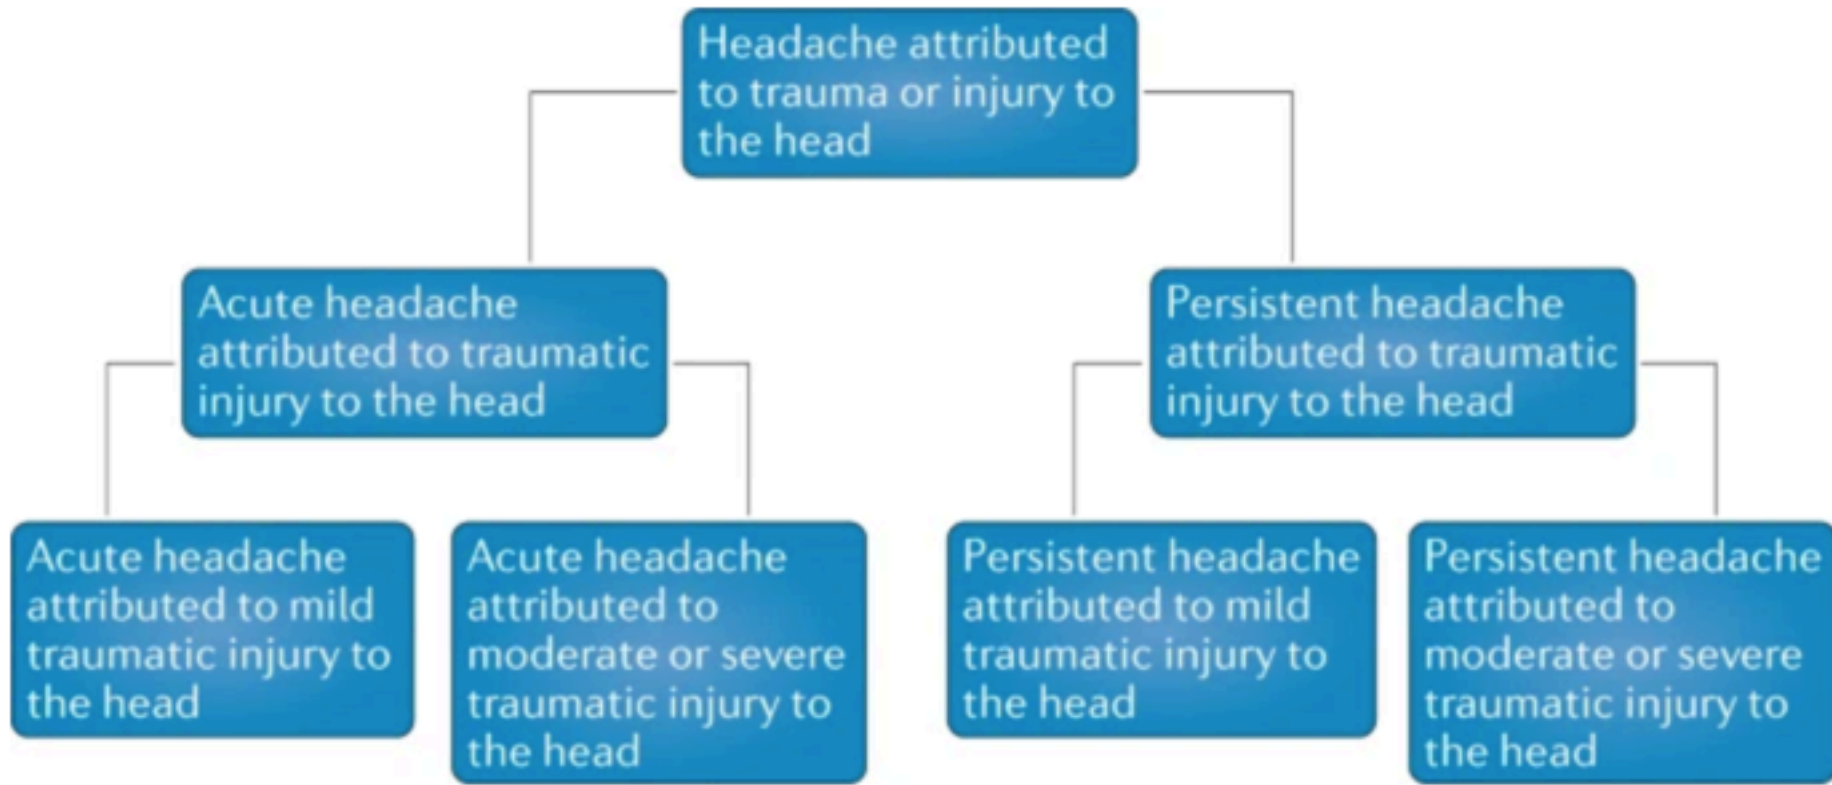 Headache attributed
to trauma or injury to
the head
Acute headache
attributed to traumatic
injury to the head
Persistent headache
attributed to traumatic
injury to the head
Acute headache
attributed to mild
traumatic injury to
the head
Acute headache
attributed to
moderate or severe
traumatic injury to
the head
Persistent headache
attributed to mild
traumatic injury to
the head
Persistent headache
attributed to
moderate or severe
traumatic injury to
the head